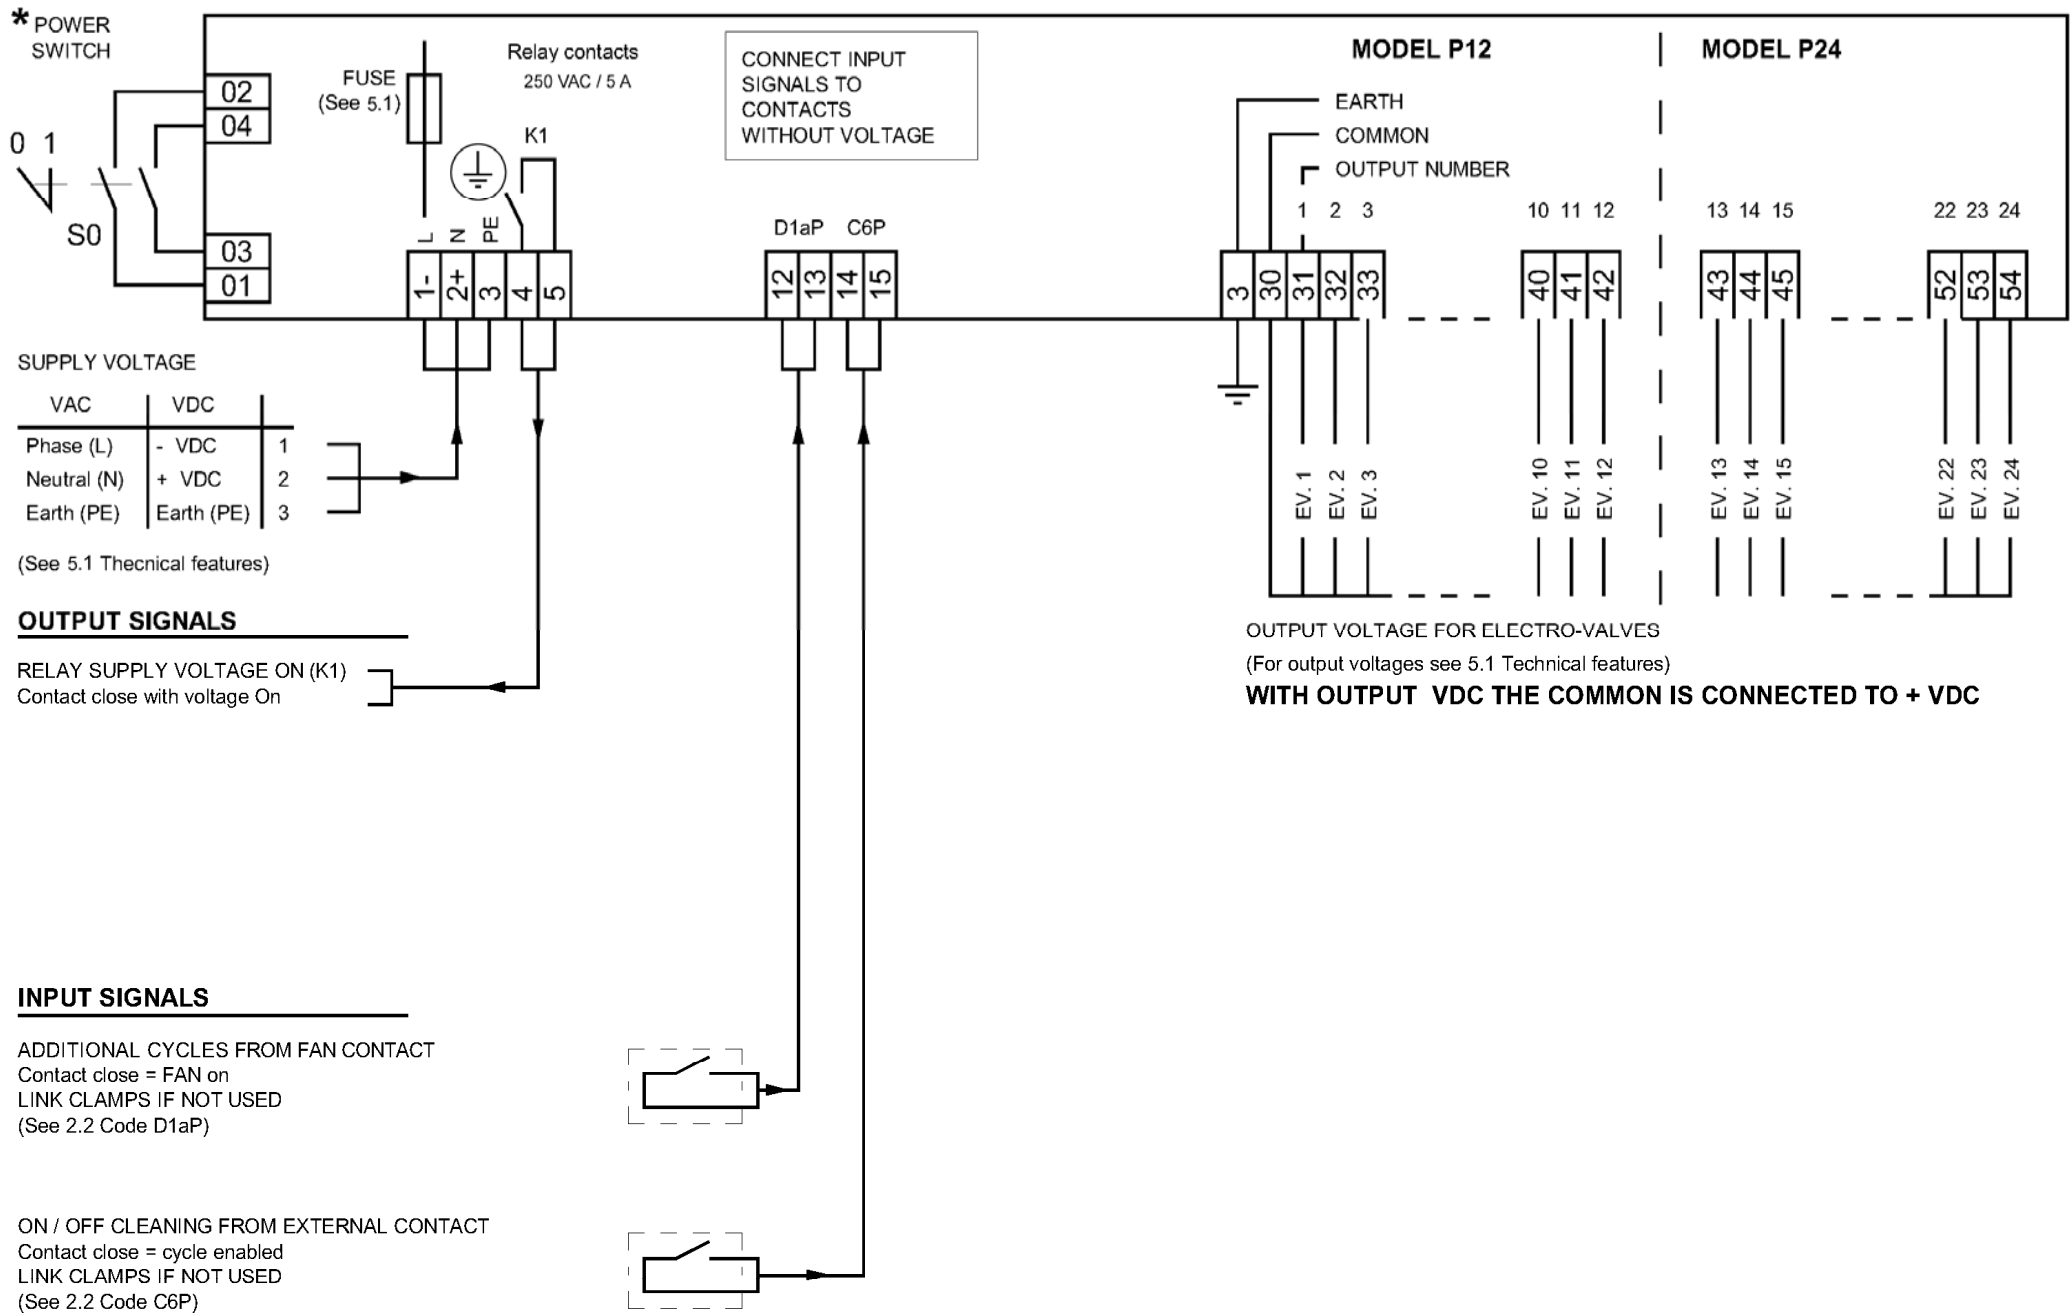 * POWER
SWITCH
02
04
0 1
S0
03
01
FUSE
(See 5.1)
Relay contacts
250 VAC / 5 A
K1
L
N
PE
1-
2+
3
4
5
CONNECT INPUT
SIGNALS TO
CONTACTS
WITHOUT VOLTAGE
D1aP C6P
12
13
14
15
MODEL P12
MODEL P24
EARTH
COMMON
OUTPUT NUMBER
1 2 3
10 11 12
13 14 15
22 23 24
3
30
31
32
33
40
41
42
43
44
45
52
53
54
EV. 1
EV. 2
EV. 3
EV. 10
EV. 11
EV. 12
EV. 13
EV. 14
EV. 15
EV. 22
EV. 23
EV. 24
SUPPLY VOLTAGE
VAC VDC
Phase (L) - VDC 1
Neutral (N) + VDC 2
Earth (PE) Earth (PE) 3
(See 5.1 Thecnical features)
OUTPUT SIGNALS
RELAY SUPPLY VOLTAGE ON (K1)
Contact close with voltage On
OUTPUT VOLTAGE FOR ELECTRO-VALVES
(For output voltages see 5.1 Technical features)
WITH OUTPUT VDC THE COMMON IS CONNECTED TO + VDC
INPUT SIGNALS
ADDITIONAL CYCLES FROM FAN CONTACT
Contact close = FAN on
LINK CLAMPS IF NOT USED
(See 2.2 Code D1aP)
ON / OFF CLEANING FROM EXTERNAL CONTACT
Contact close = cycle enabled
LINK CLAMPS IF NOT USED
(See 2.2 Code C6P)